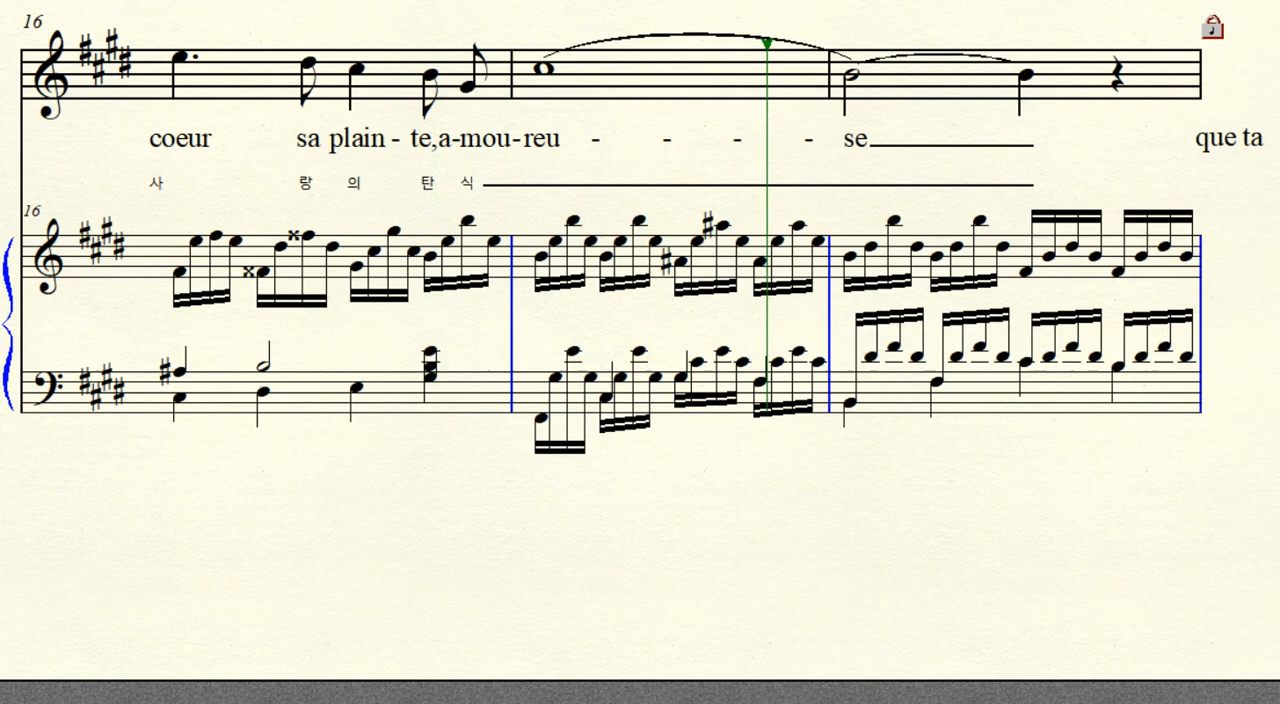 16
coeur sa plain - te,a-mou-reu - - - - se que ta
사 랑 의 탄 식
16